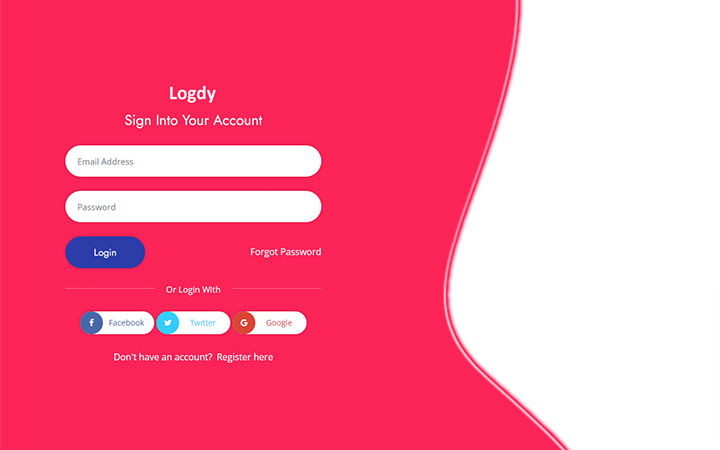 Logdy
Sign Into Your Account
Email Address
Password
Login Forgot Password
Or Login With
Facebook Twitter Google
Don't have an account? Register here